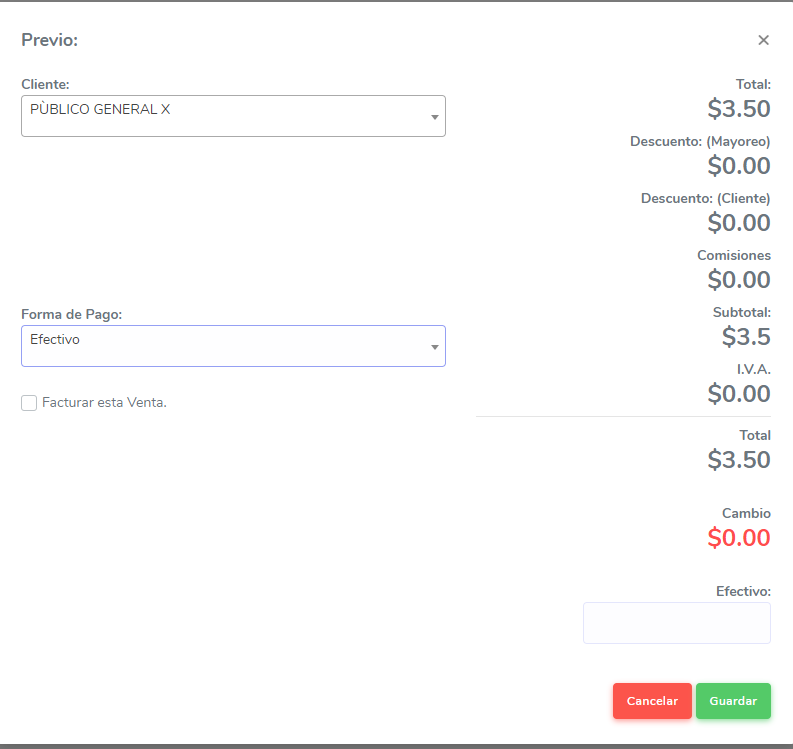 Previo:
×
Cliente:
PÙBLICO GENERAL X
Forma de Pago:
Efectivo
Facturar esta Venta.
Total:
$3.50
Descuento: (Mayoreo)
$0.00
Descuento: (Cliente)
$0.00
Comisiones
$0.00
Subtotal:
$3.5
I.V.A.
$0.00
Total
$3.50
Cambio
$0.00
Efectivo:
Cancelar
Guardar